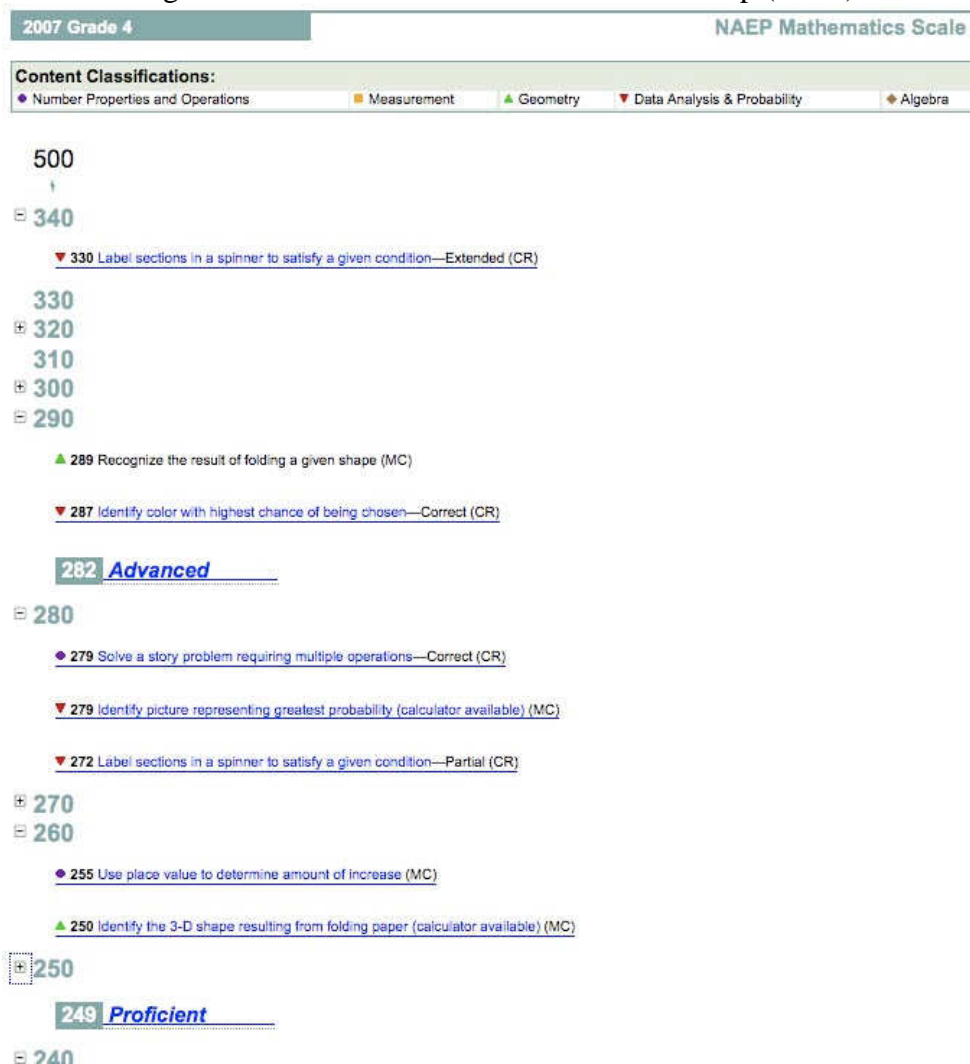 2007 Grade 4 NAEP Mathematics Scale
Content Classifications:
Number Properties and Operations Measurement Geometry Data Analysis & Probability Algebra
500
340
330 Label sections in a spinner to satisfy a given condition—Extended (CR)
330
320
310
300
290
289 Recognize the result of folding a given shape (MC)
287 Identify color with highest chance of being chosen—Correct (CR)
282 Advanced
280
279 Solve a story problem requiring multiple operations—Correct (CR)
279 Identify picture representing greatest probability (calculator available) (MC)
272 Label sections in a spinner to satisfy a given condition—Partial (CR)
270
260
255 Use place value to determine amount of increase (MC)
250 Identify the 3-D shape resulting from folding paper (calculator available) (MC)
250
249 Proficient
240